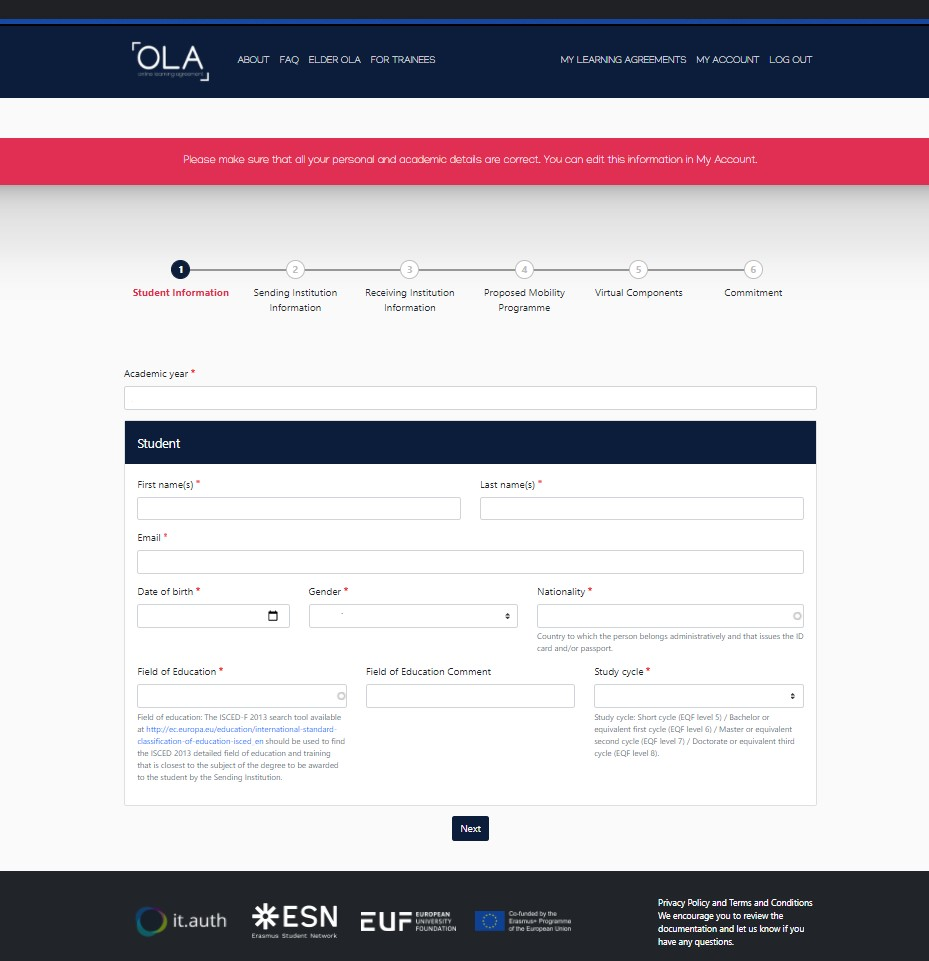 OLA
online learning agreement
ABOUT FAQ ELDER OLA FOR TRAINEES
MY LEARNING AGREEMENTS MY ACCOUNT LOG OUT
Please make sure that all your personal and academic details are correct. You can edit this information in My Account.
1 2 3 4 5 6
Student Information
Sending Institution
Information
Receiving Institution
Information
Proposed Mobility
Programme
Virtual Components
Commitment
Academic year *
Student
First name(s) *
Last name(s) *
Email *
Date of birth *
Gender *
Nationality *
Country to which the person belongs administratively and that issues the ID
card and/or passport.
Field of Education *
Field of Education Comment
Study cycle *
Field of education: The ISCED-F 2013 search tool available
at http://ec.europa.eu/education/international-standard-
classification-of-education-isced_en should be used to find
the ISCED 2013 detailed field of education and training
that is closest to the subject of the degree to be awarded
to the student by the Sending Institution.
Study cycle: Short cycle (EQF level 5) / Bachelor or
equivalent first cycle (EQF level 6) / Master or equivalent
second cycle (EQF level 7) / Doctorate or equivalent third
cycle (EQF level 8).
Next
it.auth
ESN
Erasmus Student Network
EUF EUROPEAN
UNIVERSITY
FOUNDATION
Co-funded by the
Erasmus+ Programme
of the European Union
Privacy Policy and Terms and Conditions
We encourage you to review the
documentation and let us know if you
have any questions.